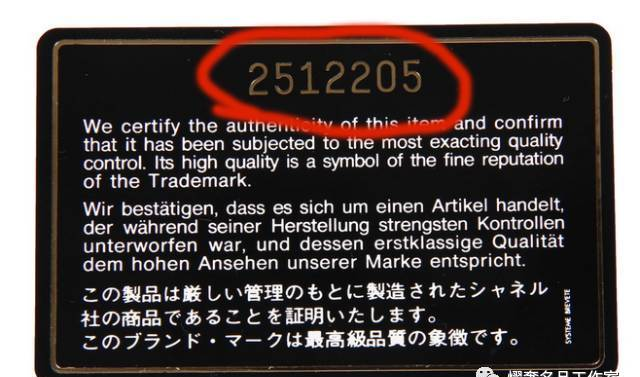 2512205
We certify the authenticity of this item and confirm
that it has been subjected to the most exacting quality
control. Its high quality is a symbol of the fine reputation
of the Trademark.
Wir bestätigen, dass es sich um einen Artikel handelt,
der während seiner Herstellung strengsten Kontrollen
unterworfen war, und dessen erstklassige Qualität
dem hohen Ansehen unserer Marke entspricht.
この製品は厳しい管理のもとに製造されたシャネル
社の商品であることを証明いたします。
このブランド・マークは最高級品質の象徴です。
SYSTEME BREVETE